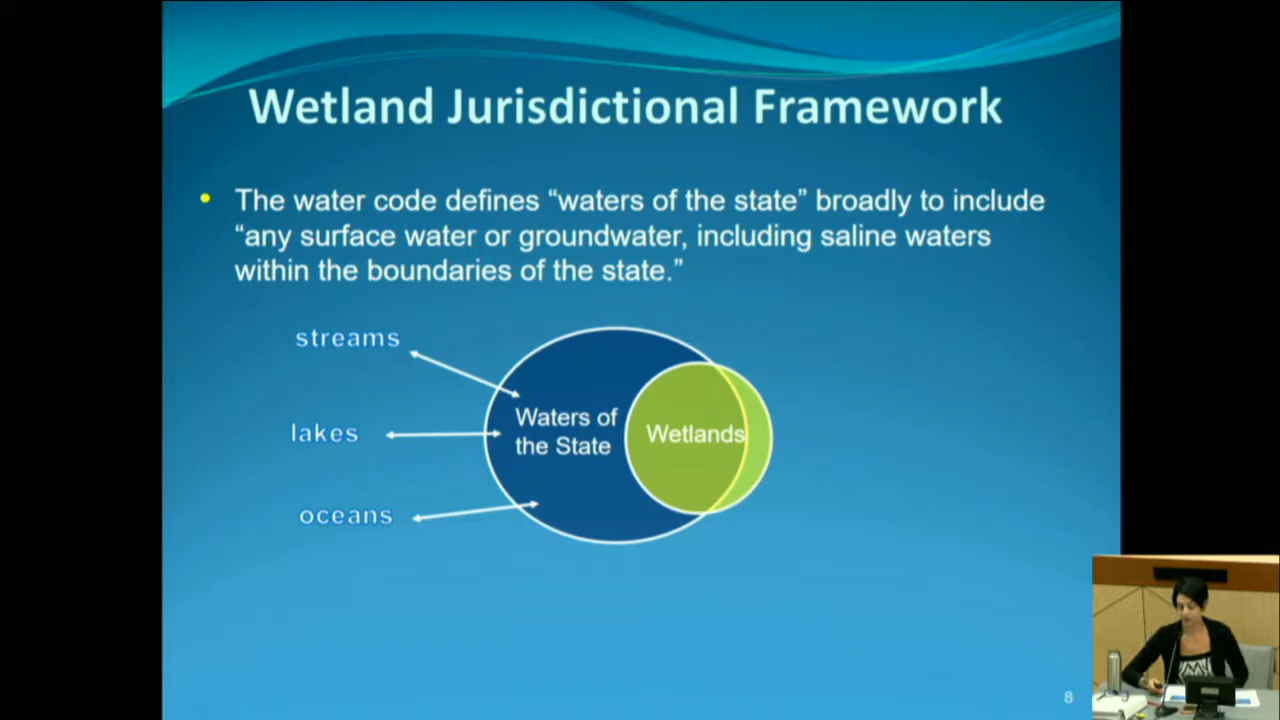 Wetland Jurisdictional Framework
• The water code defines “waters of the state” broadly to include
“any surface water or groundwater, including saline waters
within the boundaries of the state.”
streams
lakes
oceans
Waters of
the State
Wetlands
8